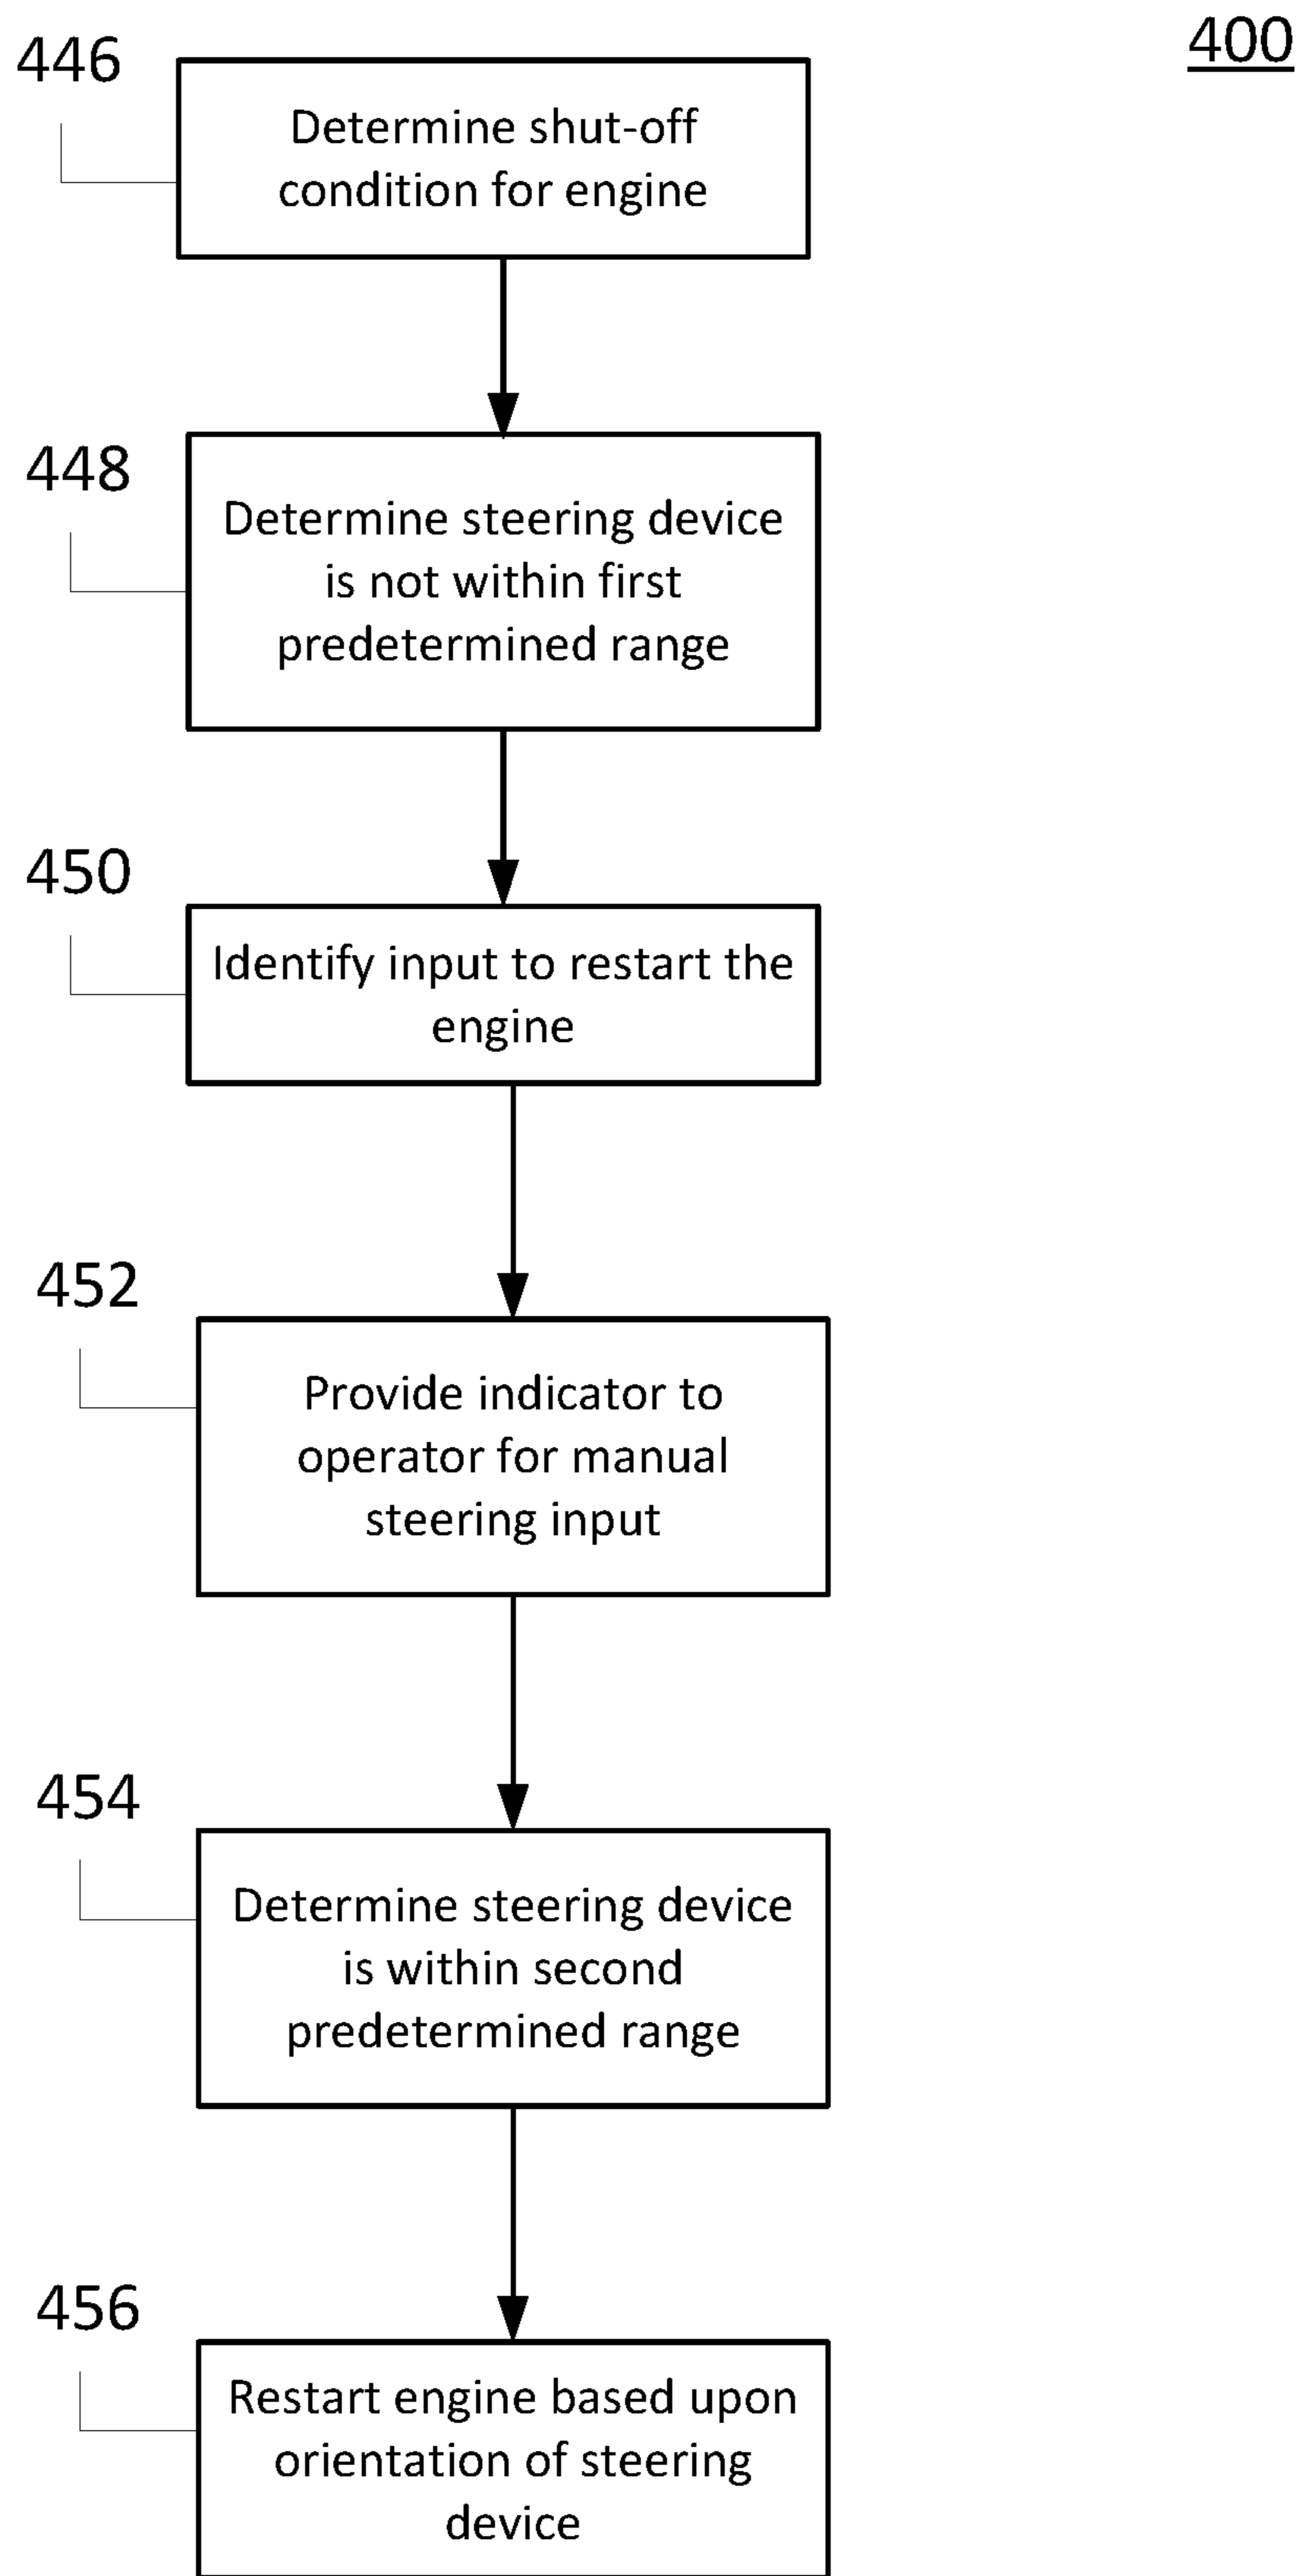 400
446
Determine shut-off
condition for engine
448
Determine steering device
is not within first
predetermined range
450
Identify input to restart the
engine
452
Provide indicator to
operator for manual
steering input
454
Determine steering device
is within second
predetermined range
456
Restart engine based upon
orientation of steering
device